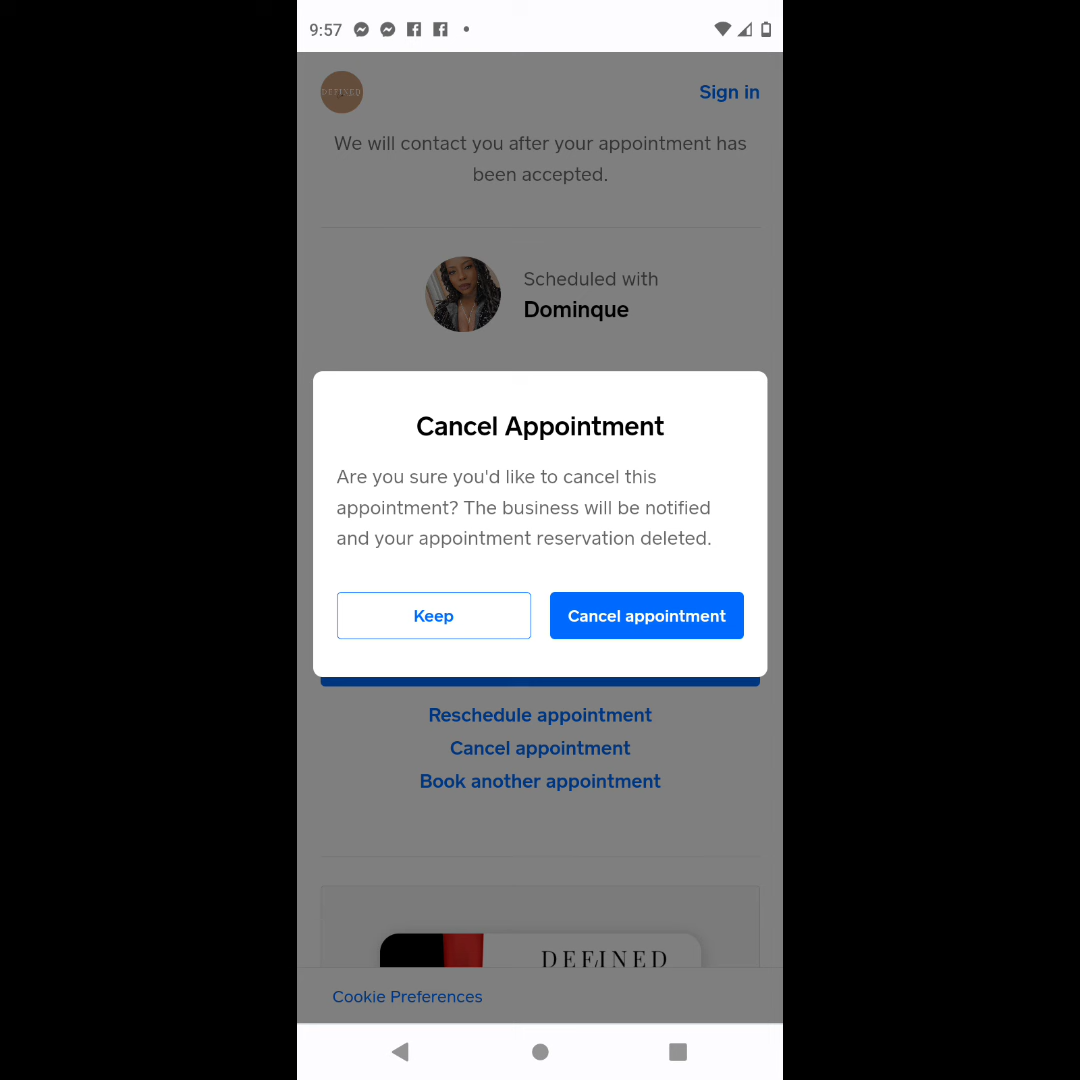 9:57
DEFINED
Sign in
We will contact you after your appointment has
been accepted.
Scheduled with
Dominque
Cancel Appointment
Are you sure you'd like to cancel this
appointment? The business will be notified
and your appointment reservation deleted.
Keep
Cancel appointment
Reschedule appointment
Cancel appointment
Book another appointment
DEFINED
Cookie Preferences